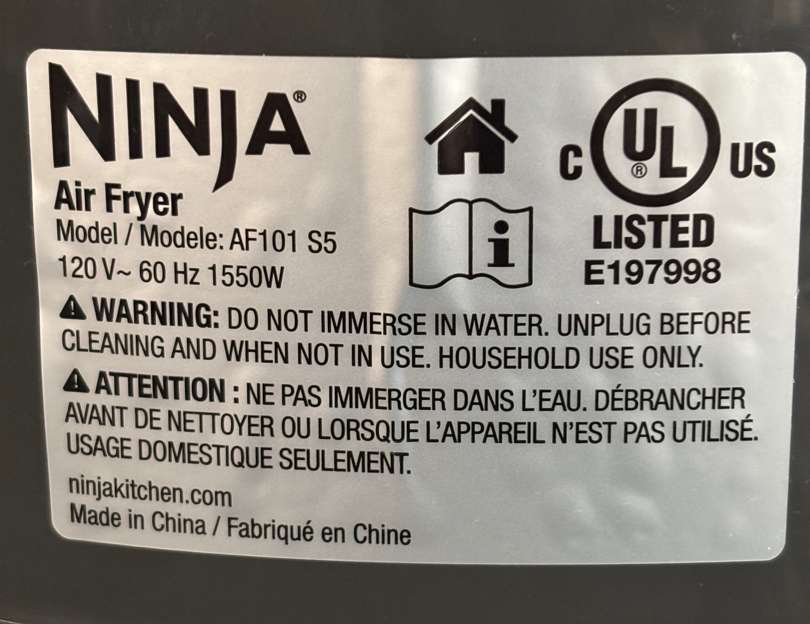 NINJA®
Air Fryer
Model / Modele: AF101 S5
120 V~ 60 Hz 1550W
i
C UL® US
LISTED
E197998
WARNING: DO NOT IMMERSE IN WATER. UNPLUG BEFORE
CLEANING AND WHEN NOT IN USE. HOUSEHOLD USE ONLY.
ATTENTION : NE PAS IMMERGER DANS L'EAU. DÉBRANCHER
AVANT DE NETTOYER OU LORSQUE L'APPAREIL N'EST PAS UTILISÉ.
USAGE DOMESTIQUE SEULEMENT.
ninjakitchen.com
Made in China / Fabriqué en Chine